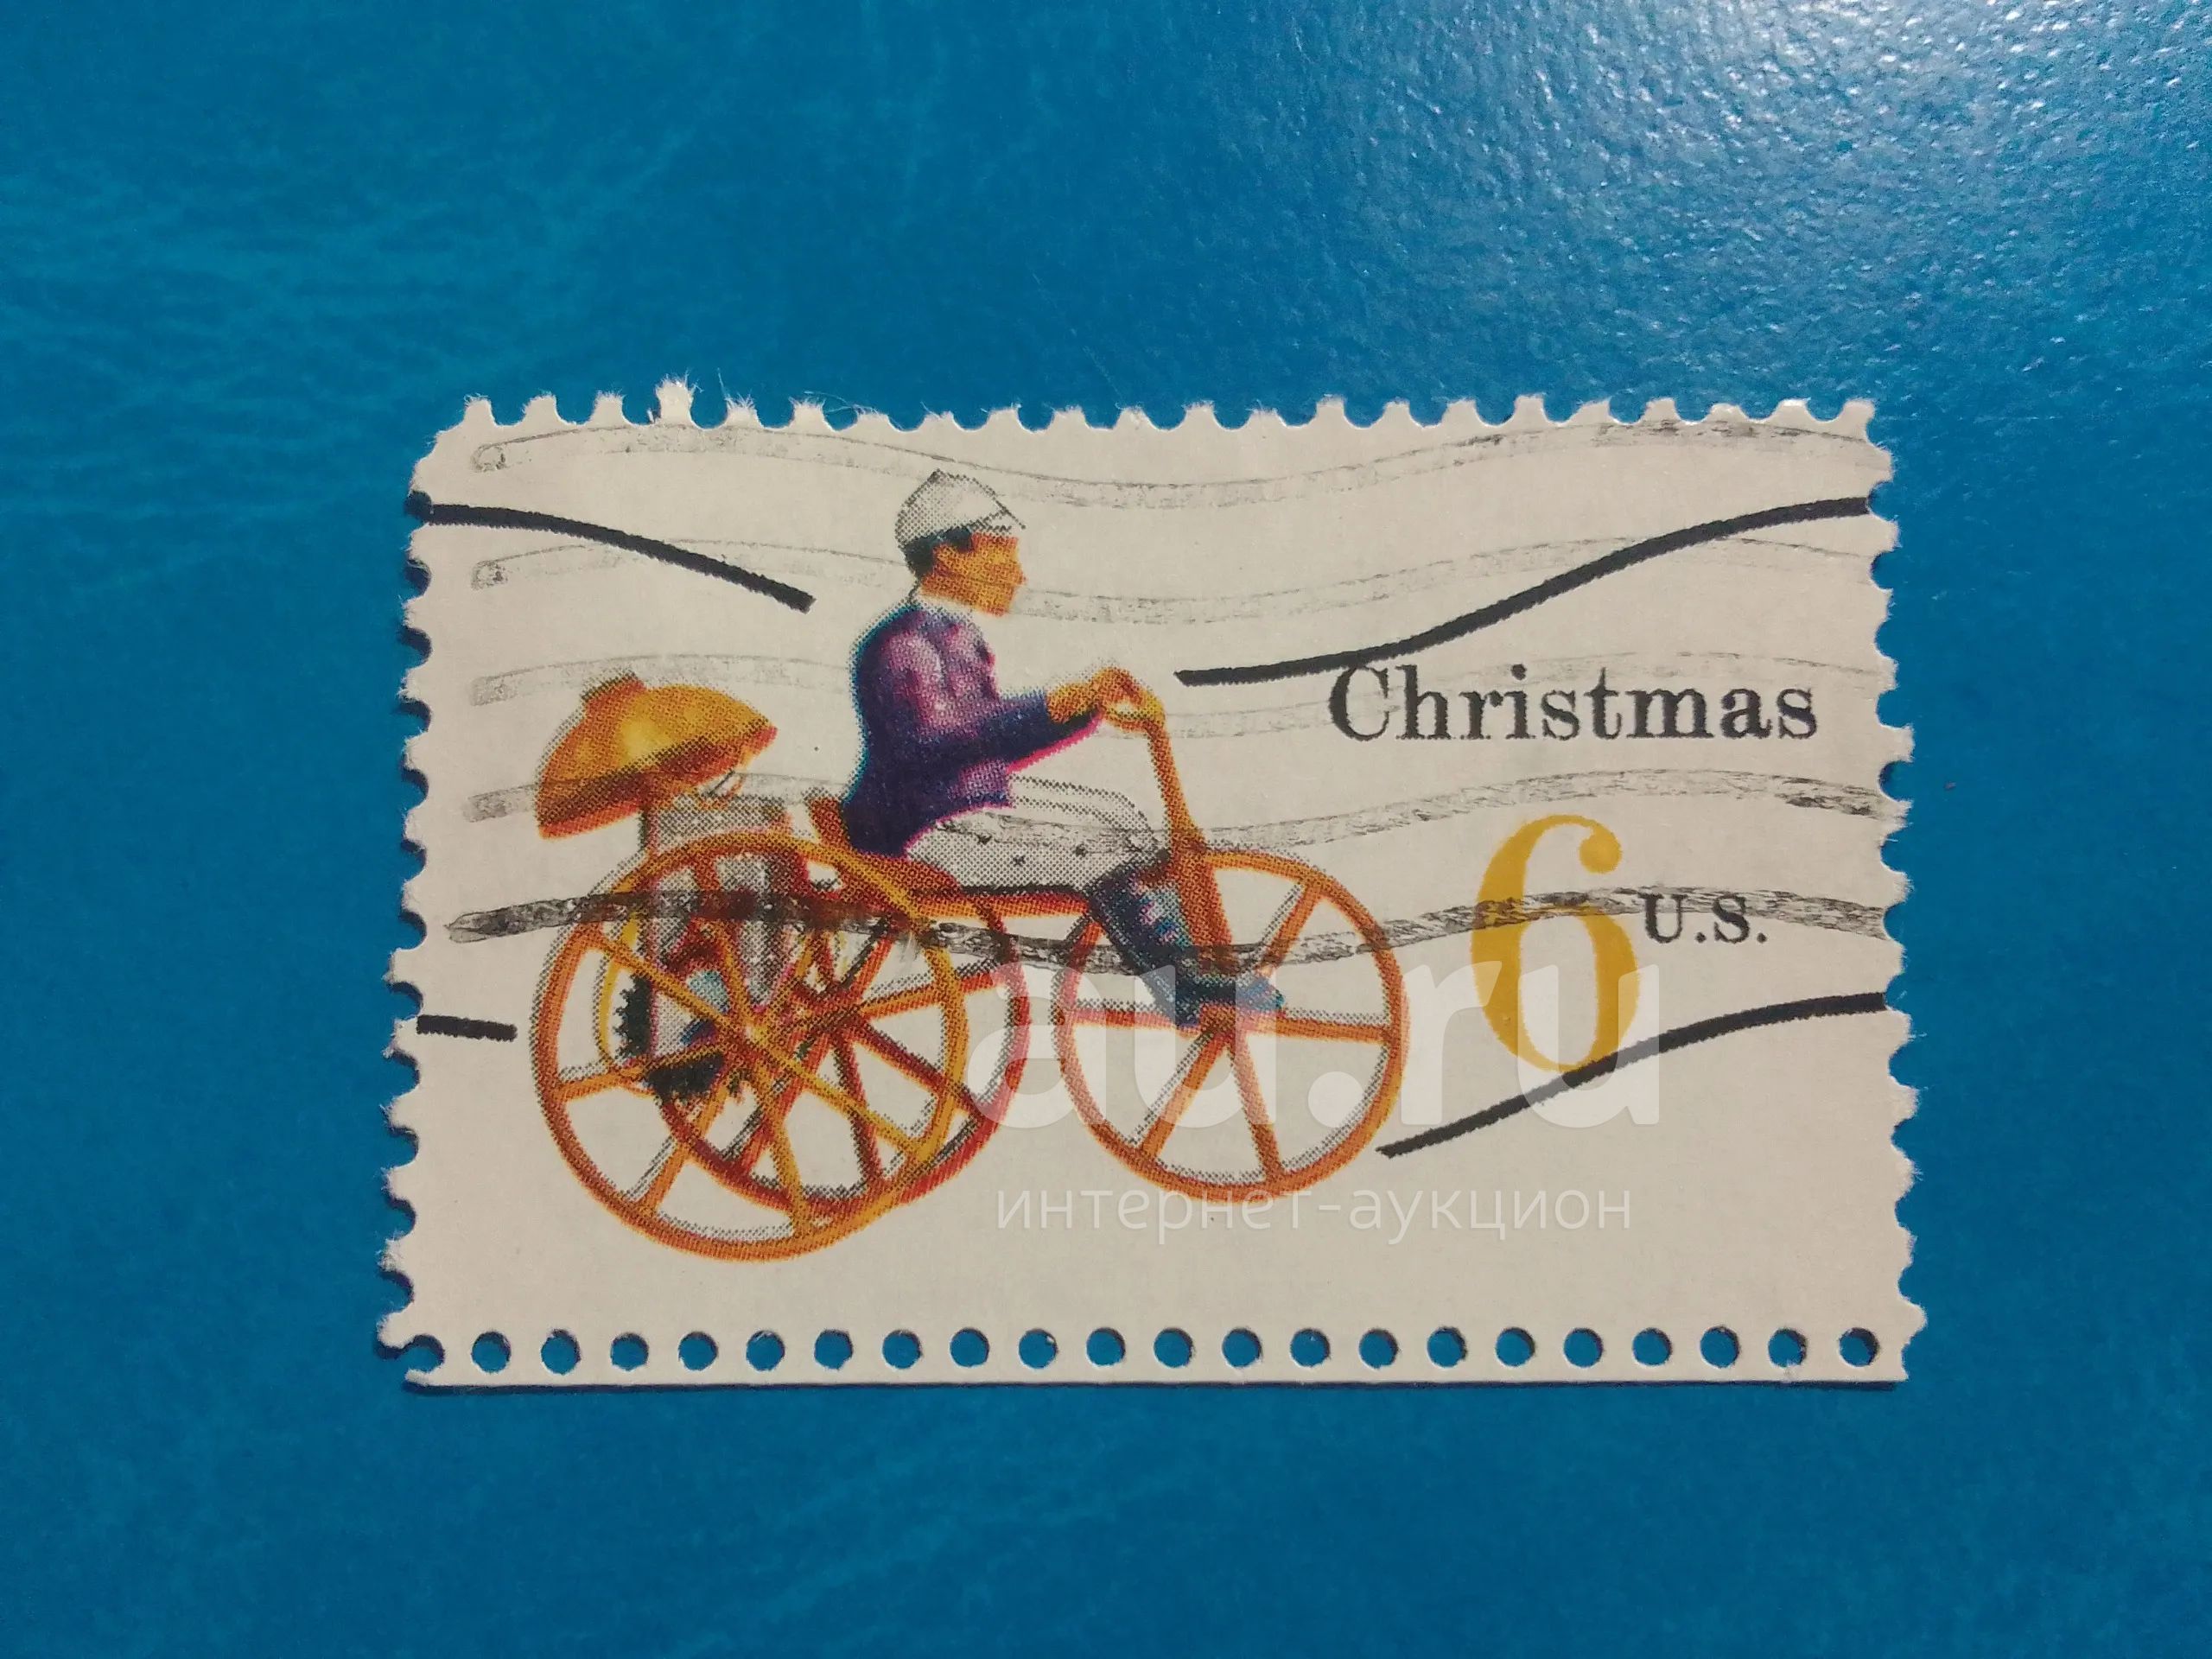 Christmas
6 U.S.
au.ru
интернет-аукцион